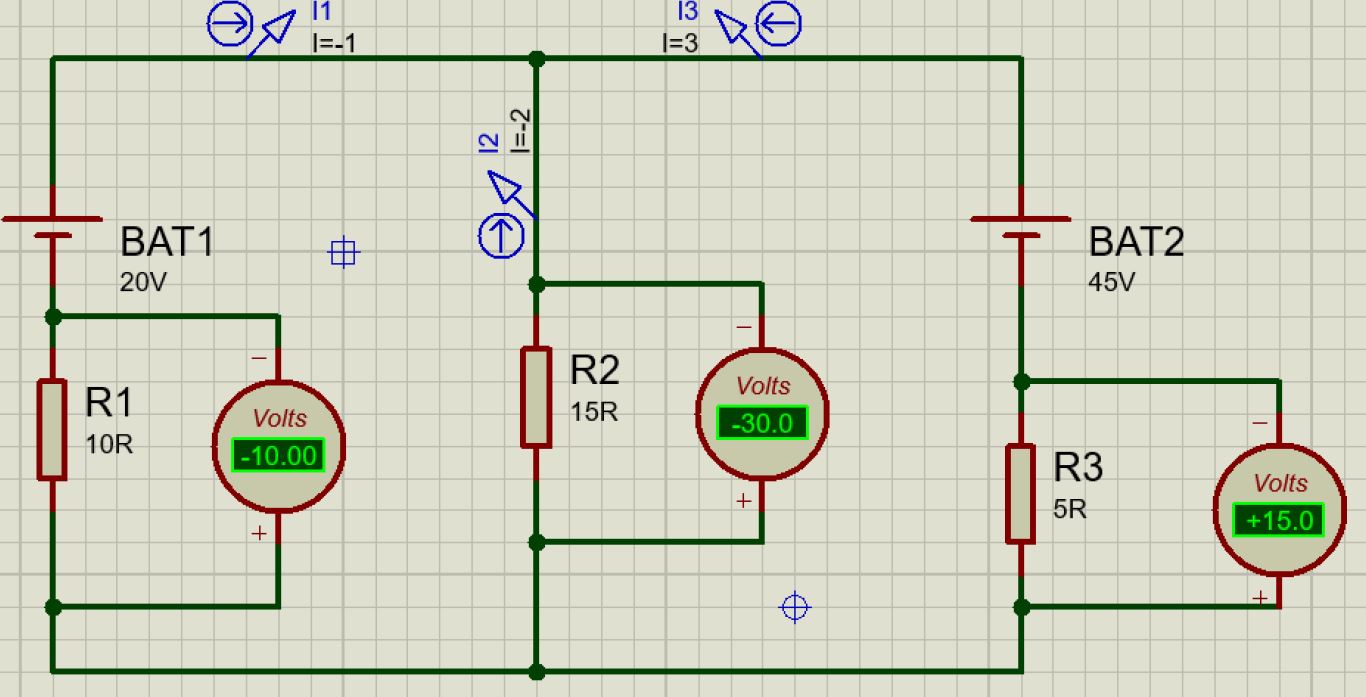 I1
I=-1
I3
I=3
I2
I=-2
BAT1
20V
BAT2
45V
R1
10R
−
Volts
-10.00
+
R2
15R
−
Volts
-30.0
+
R3
5R
−
Volts
+15.0
+